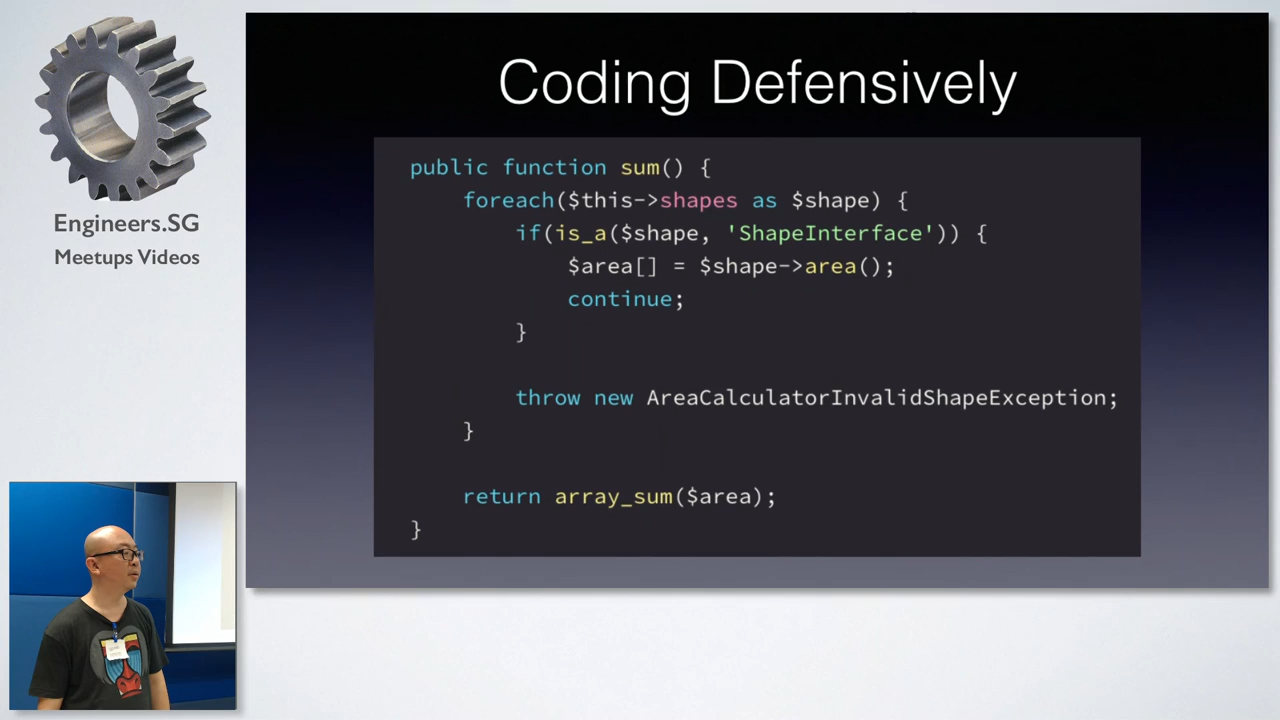 Engineers.SG
Meetups Videos
Coding Defensively
public function sum() {
    foreach($this->shapes as $shape) {
        if(is_a($shape, 'ShapeInterface')) {
            $area[] = $shape->area();
            continue;
        }

        throw new AreaCalculatorInvalidShapeException;
    }

    return array_sum($area);
}